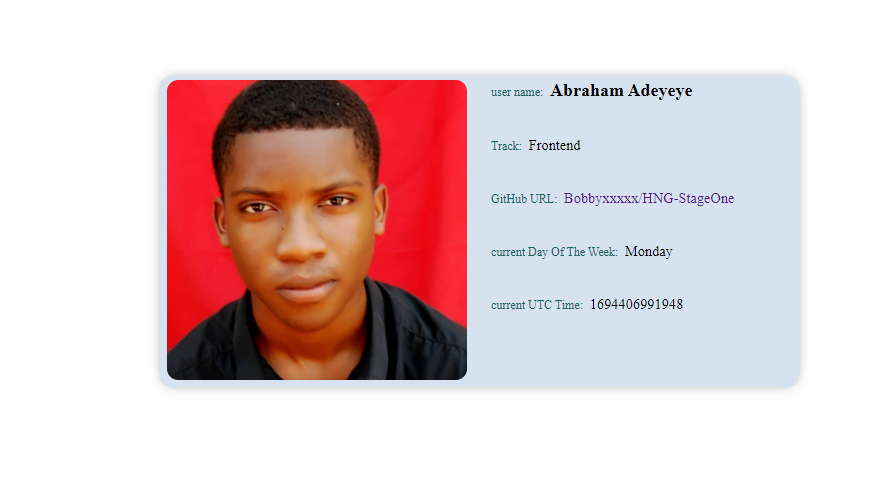 user name: Abraham Adeyeye
Track: Frontend
GitHub URL: Bobbyxxxxx/HNG-StageOne
current Day Of The Week: Monday
current UTC Time: 1694406991948